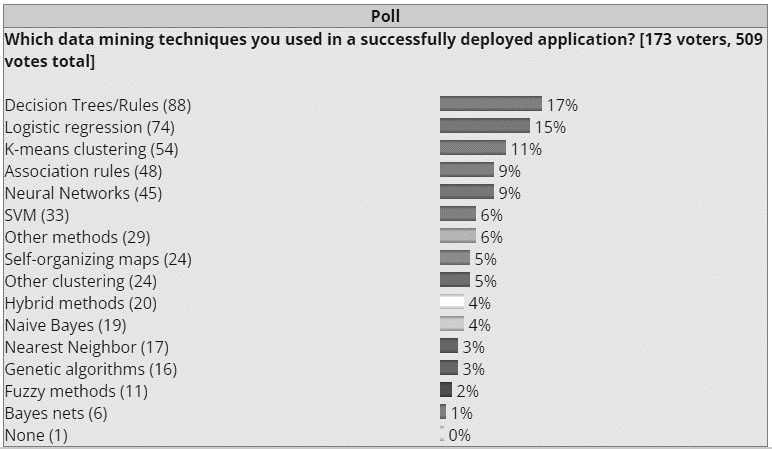 Poll
Which data mining techniques you used in a successfully deployed application? [173 voters, 509
votes total]
Decision Trees/Rules (88) 17%
Logistic regression (74) 15%
K-means clustering (54) 11%
Association rules (48) 9%
Neural Networks (45) 9%
SVM (33) 6%
Other methods (29) 6%
Self-organizing maps (24) 5%
Other clustering (24) 5%
Hybrid methods (20) 4%
Naive Bayes (19) 4%
Nearest Neighbor (17) 3%
Genetic algorithms (16) 3%
Fuzzy methods (11) 2%
Bayes nets (6) 1%
None (1) 0%